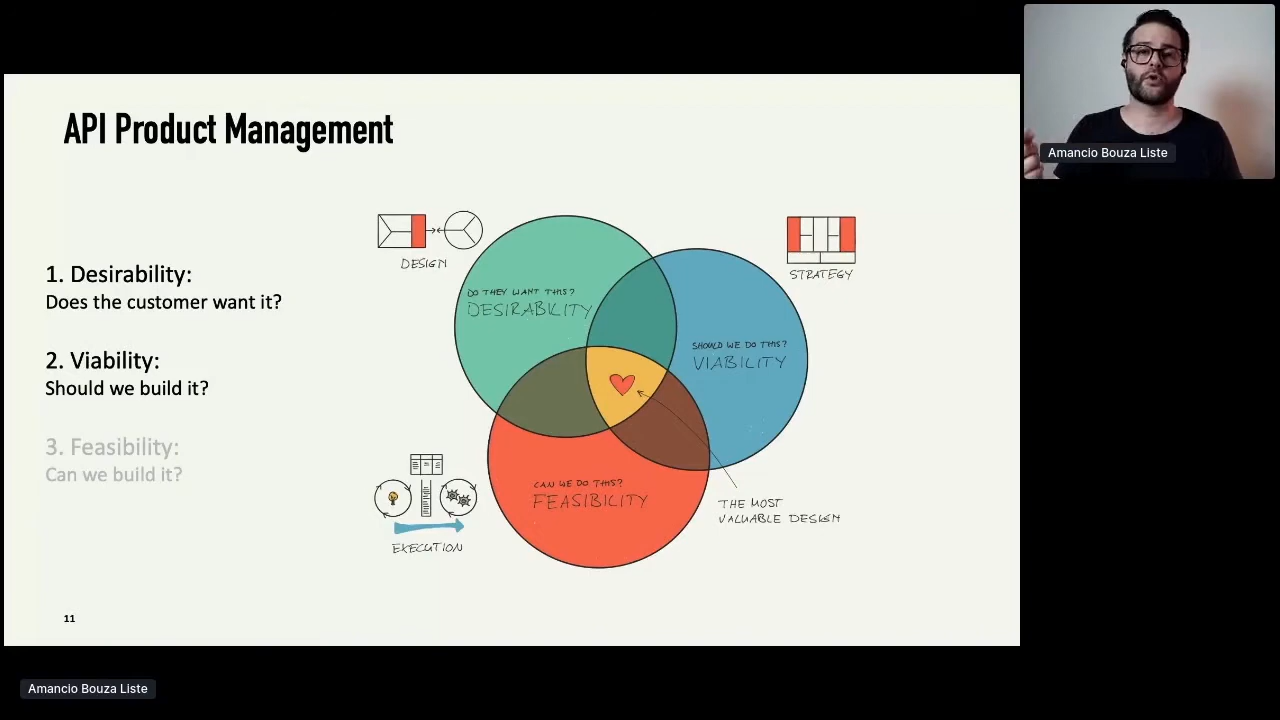 API Product Management
1. Desirability:
Does the customer want it?
2. Viability:
Should we build it?
3. Feasibility:
Can we build it?
DESIGN
DO THEY WANT THIS?
DESIRABILITY
STRATEGY
SHOULD WE DO THIS?
VIABILITY
CAN WE DO THIS?
FEASIBILITY
EXECUTION
THE MOST
VALUABLE DESIGN
11
Amancio Bouza Liste
Amancio Bouza Liste